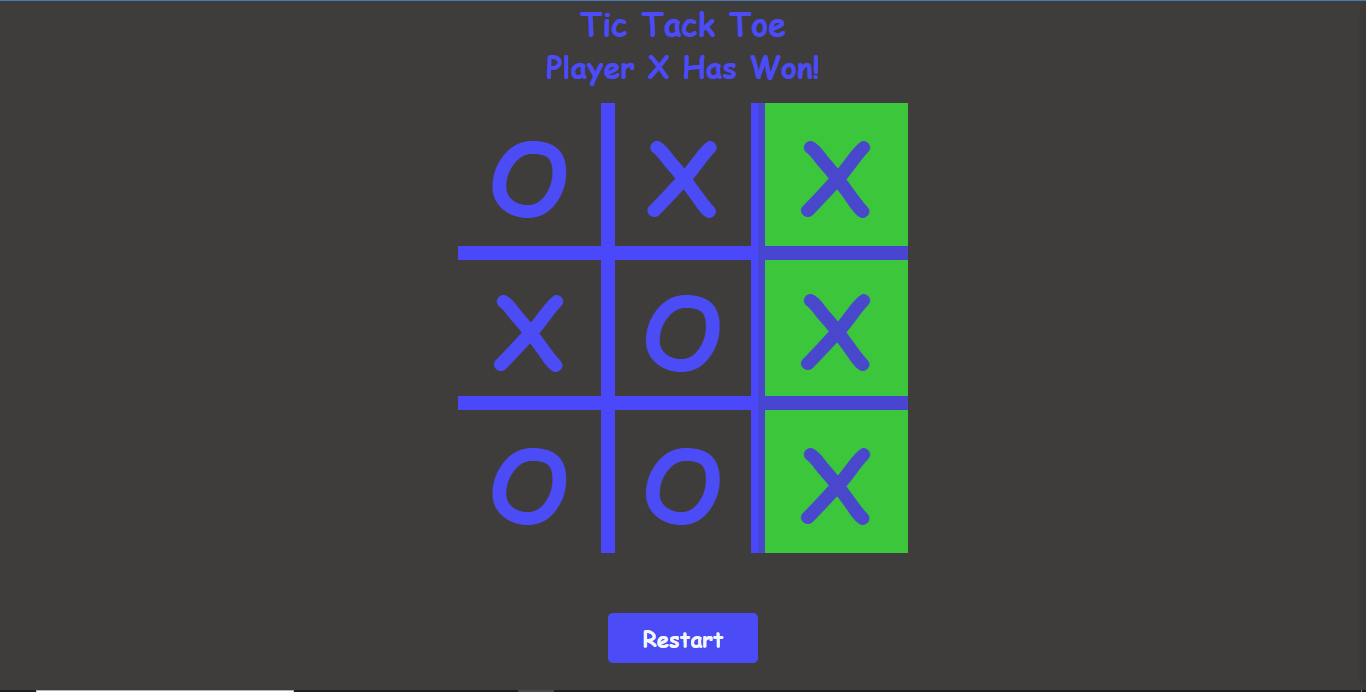 Tic Tack Toe
Player X Has Won!
O X X
X O X
O O X
Restart